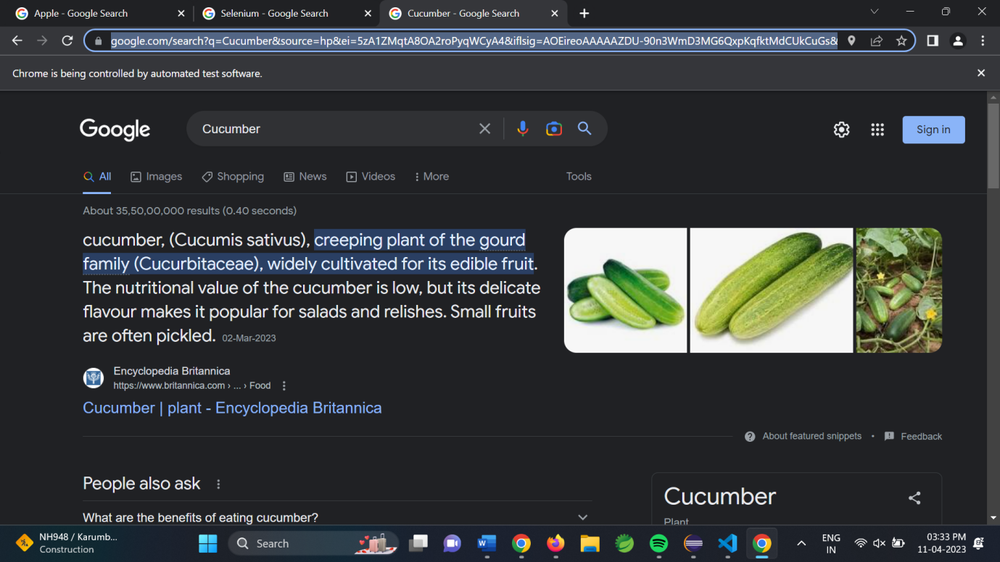 Apple - Google Search
Selenium - Google Search
Cucumber - Google Search
google.com/search?q=Cucumber&source=hp&ei=5zA1ZMqtA8OA2roPyqWCyA4&iflsig=AOEireoAAAAAZDU-90n3WmD3MG6QxpKqfktMdCUkCuGs&
Chrome is being controlled by automated test software.
Google
Cucumber
Sign in
All
Images
Shopping
News
Videos
More
Tools
About 35,50,00,000 results (0.40 seconds)
cucumber, (Cucumis sativus), creeping plant of the gourd
family (Cucurbitaceae), widely cultivated for its edible fruit.
The nutritional value of the cucumber is low, but its delicate
flavour makes it popular for salads and relishes. Small fruits
are often pickled. 02-Mar-2023
Encyclopedia Britannica
https://www.britannica.com › ... › Food
Cucumber | plant - Encyclopedia Britannica
About featured snippets • Feedback
People also ask
What are the benefits of eating cucumber?
Cucumber
Plant
NH948 / Karumb...
Construction
Search
ENG
IN
03:33 PM
11-04-2023